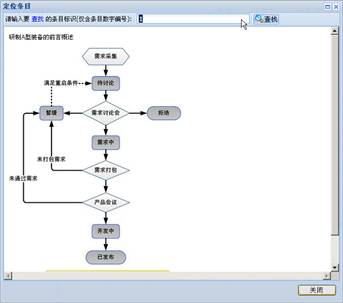 定位条目
请输入要 查找 的条目标识(仅含条目数字编号): 1 查找
研制A型装备的前言概述
需求采集
满足重启条件 待讨论
暂缓 需求讨论会 拒绝
需求中
未打包需求 需求打包
未通过需求
产品会议
开发中
已发布
关闭